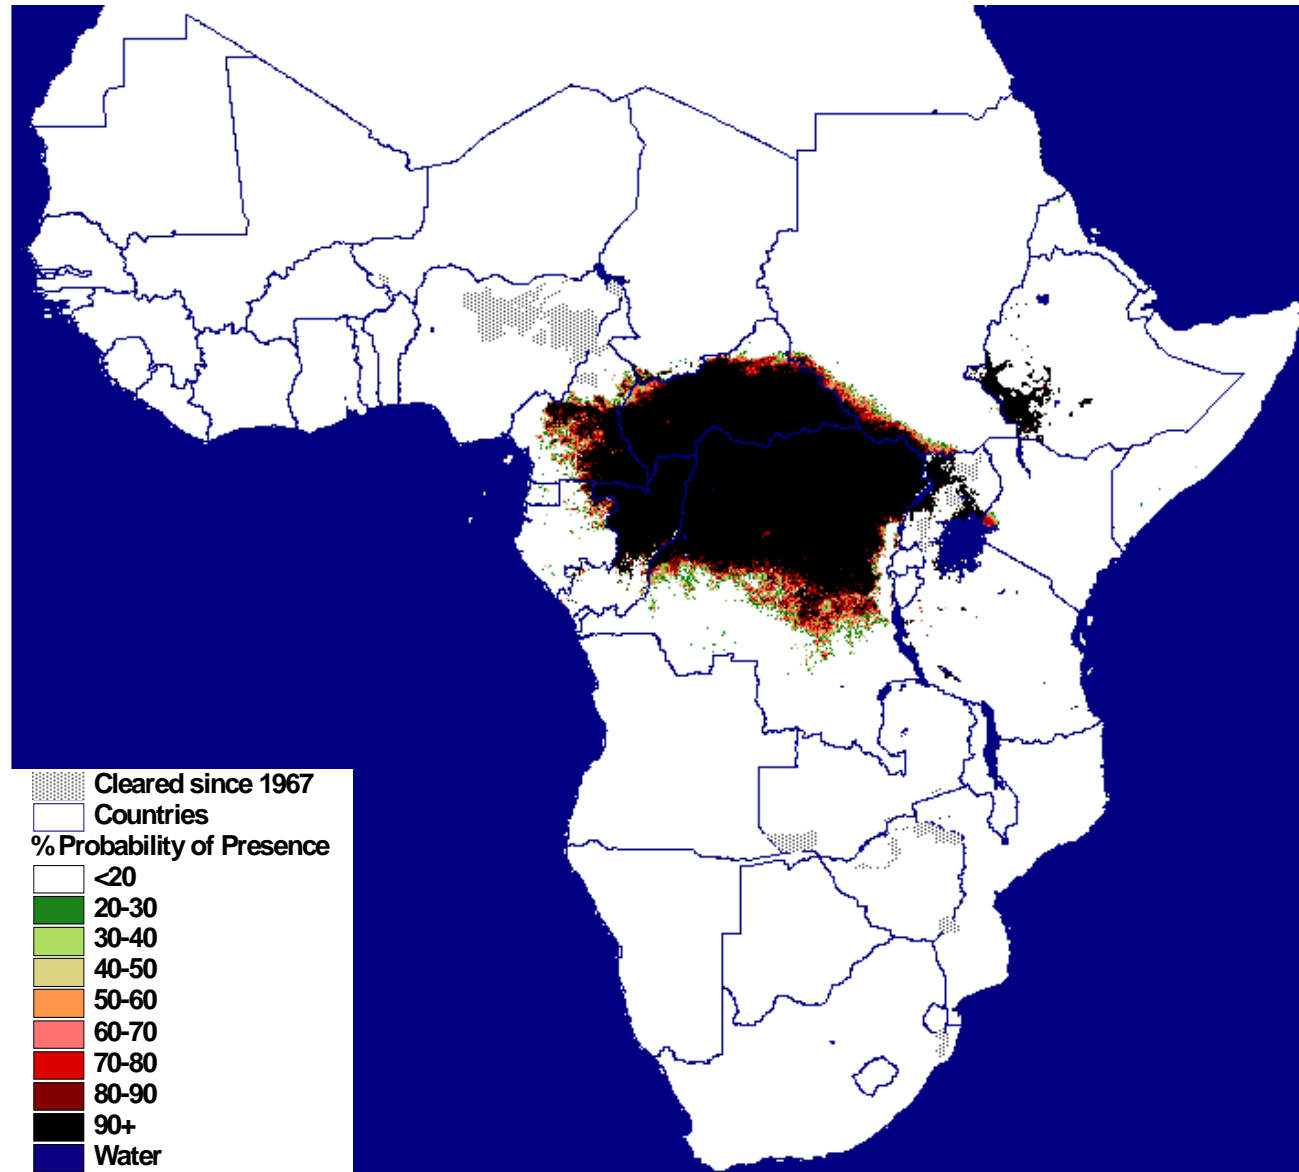 Cleared since 1967
Countries
% Probability of Presence
<20
20-30
30-40
40-50
50-60
60-70
70-80
80-90
90+
Water